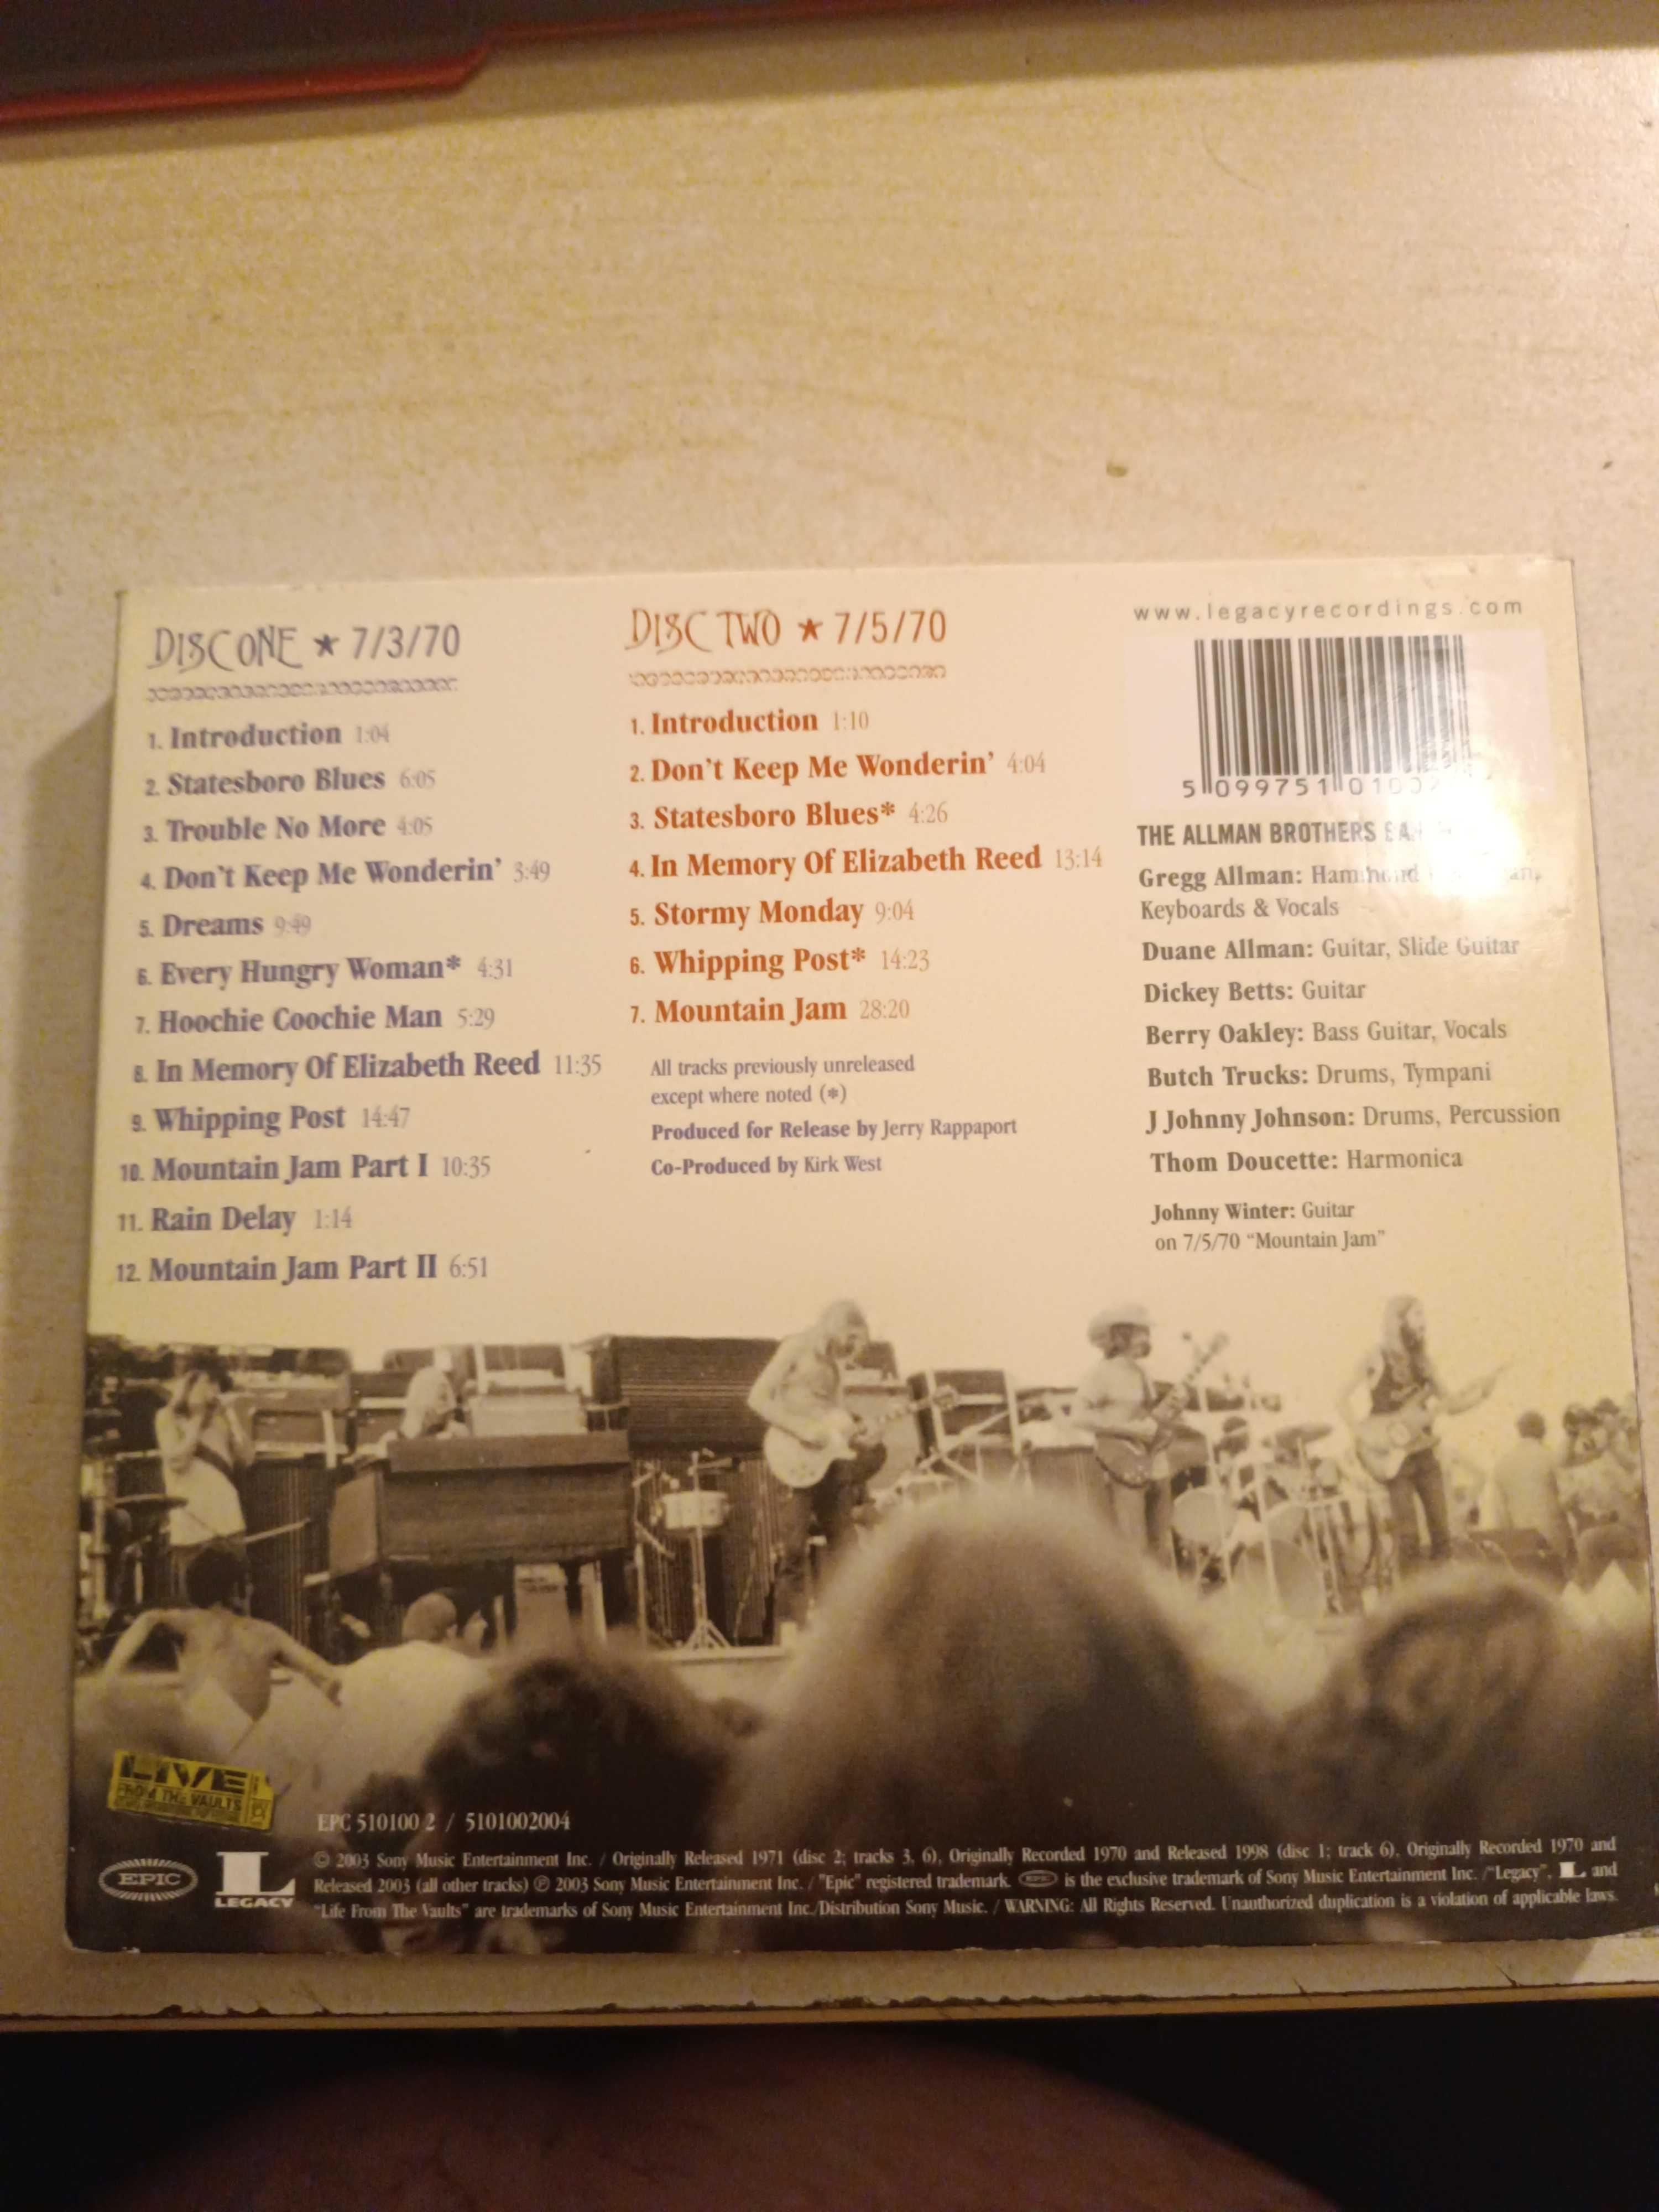 DISC ONE ★ 7/3/70
1. Introduction 1:04
2. Statesboro Blues 6:05
3. Trouble No More 4:05
4. Don't Keep Me Wonderin' 3:49
5. Dreams 9:49
6. Every Hungry Woman* 4:31
7. Hoochie Coochie Man 5:29
8. In Memory Of Elizabeth Reed 11:35
9. Whipping Post 14:47
10. Mountain Jam Part I 10:35
11. Rain Delay 1:14
12. Mountain Jam Part II 6:51
DISC TWO ★ 7/5/70
1. Introduction 1:10
2. Don't Keep Me Wonderin' 4:04
3. Statesboro Blues* 4:26
4. In Memory Of Elizabeth Reed 13:14
5. Stormy Monday 9:04
6. Whipping Post* 14:23
7. Mountain Jam 28:20
All tracks previously unreleased
except where noted (*)
Produced for Release by Jerry Rappaport
Co-Produced by Kirk West
www.legacyrecordings.com
5 099751
THE ALLMAN BROTHERS
Gregg Allman: Hammond
Keyboards & Vocals
Duane Allman: Guitar, Slide Guitar
Dickey Betts: Guitar
Berry Oakley: Bass Guitar, Vocals
Butch Trucks: Drums, Tympani
J Johnny Johnson: Drums, Percussion
Thom Doucette: Harmonica
Johnny Winter: Guitar
on 7/5/70 "Mountain Jam"
LIVE
FROM THE VAULTS
EPC 510100 2 / 5101002004
EPIC
L
LEGACY
© 2003 Sony Music Entertainment Inc. / Originally Released 1971 (disc 2; tracks 3, 6), Originally Recorded 1970 and Released 1998 (disc 1; track 6), Originally Recorded 1970 and
Released 2003 (all other tracks) ℗ 2003 Sony Music Entertainment Inc. / "Epic" registered trademark. EPIC is the exclusive trademark of Sony Music Entertainment Inc. / "Legacy", L and
"Life From The Vaults" are trademarks of Sony Music Entertainment Inc./Distribution Sony Music. / WARNING: All Rights Reserved. Unauthorized duplication is a violation of applicable laws.